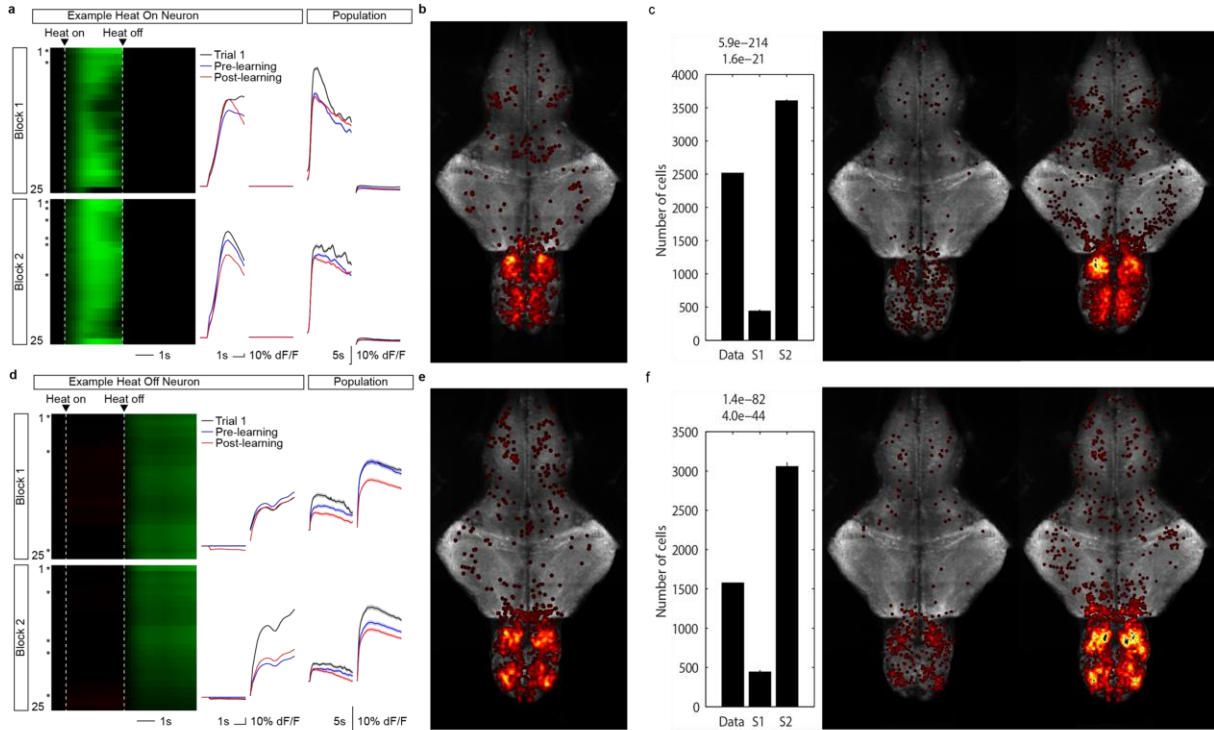 a
Example Heat On Neuron
Population
Heat on
Heat off
Block 1
1 *
*
25
Trial 1
Pre-learning
Post-learning
Block 2
1 *
*
*
*
*
*
*
25
1s
1s
10% dF/F
5s
10% dF/F
b
c
5.9e−214
1.6e−21
Number of cells
4000
3500
3000
2500
2000
1500
1000
500
0
Data
S1
S2
d
Example Heat Off Neuron
Population
Heat on
Heat off
Block 1
1 *
*
*
25
Trial 1
Pre-learning
Post-learning
Block 2
1 *
*
*
*
*
25
1s
1s
10% dF/F
5s
10% dF/F
e
f
1.4e−82
4.0e−44
Number of cells
3500
3000
2500
2000
1500
1000
500
0
Data
S1
S2